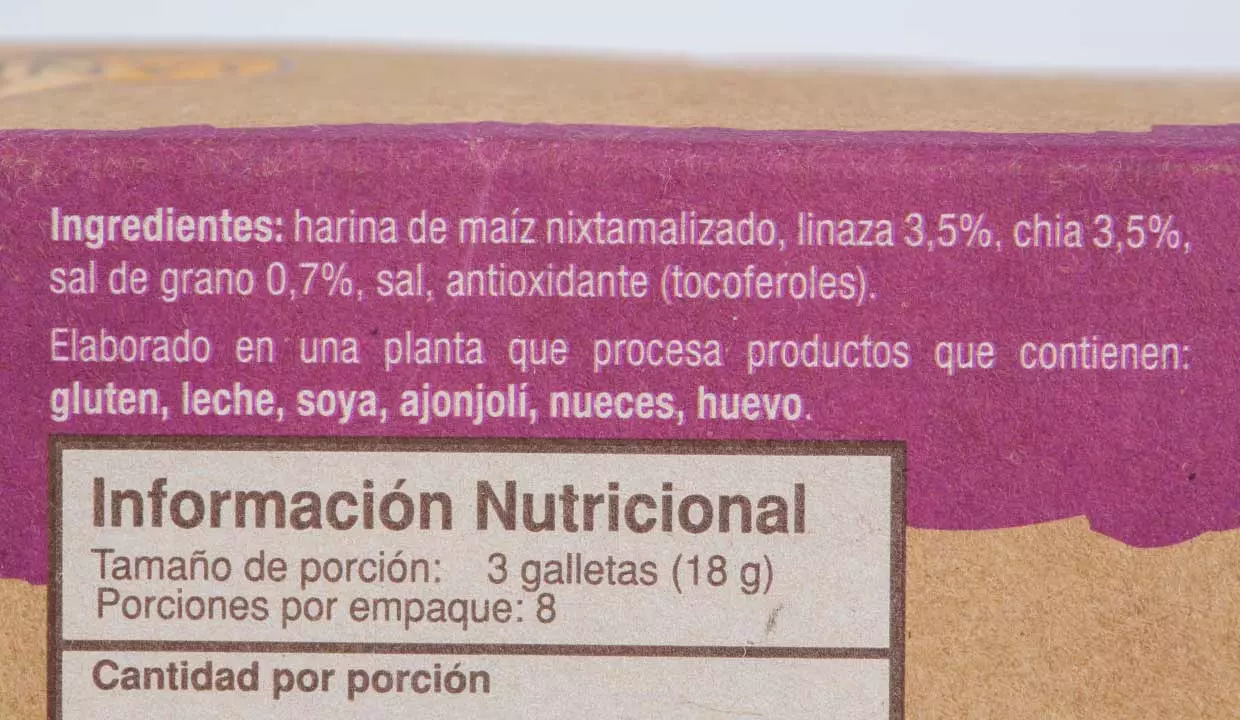 Ingredientes: harina de maíz nixtamalizado, linaza 3,5%, chia 3,5%,
sal de grano 0,7%, sal, antioxidante (tocoferoles).
Elaborado en una planta que procesa productos que contienen:
gluten, leche, soya, ajonjolí, nueces, huevo.
Información Nutricional
Tamaño de porción: 3 galletas (18 g)
Porciones por empaque: 8
Cantidad por porción